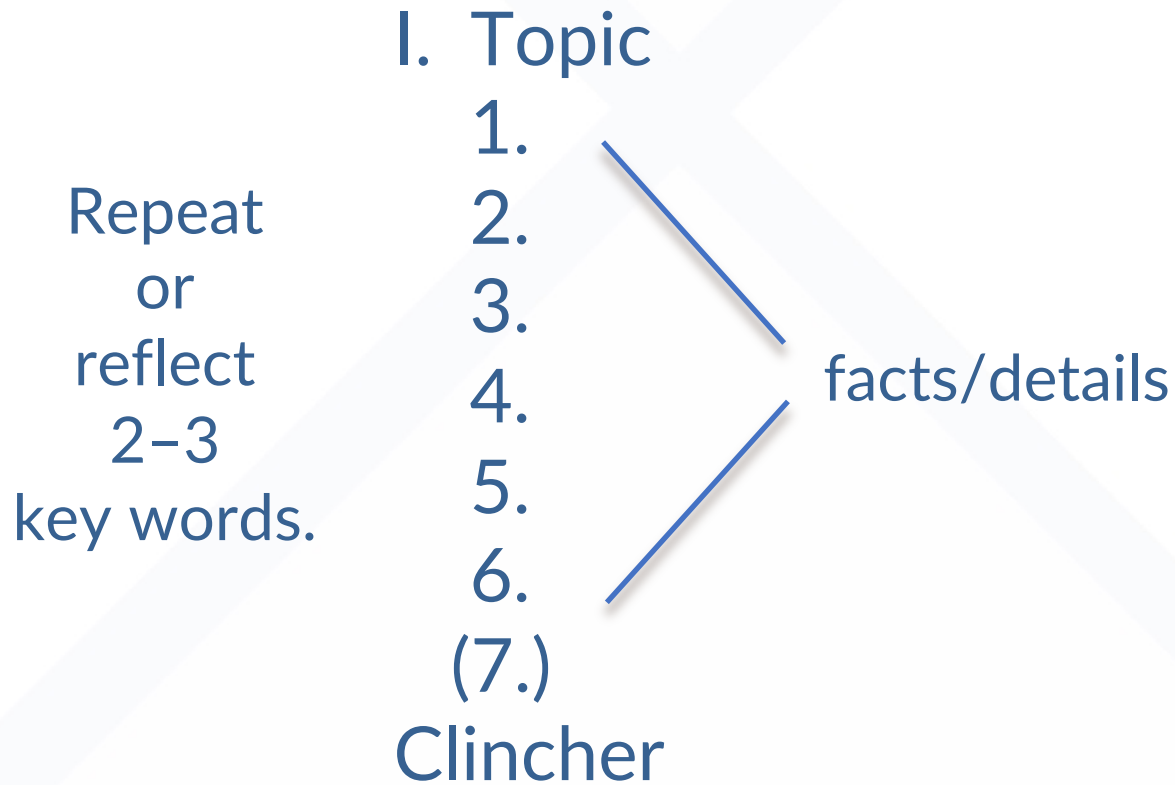 I. Topic
1.
2.
3.
4.
5.
6.
(7.)
Clincher
Repeat
or
reflect
2–3
key words.
facts/details